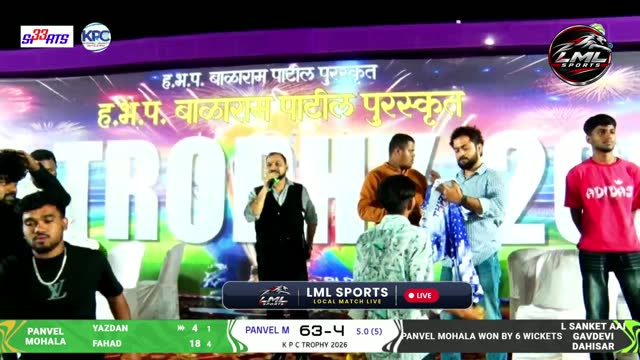 33
SPORTS
KPC
LML
SPORTS
ह.भ.प. बाळाराम पाटील पुरस्कृत
ह.भ.प. बाळाराम पाटील पुरस्कृत
TROPHY 20
ADIDAS
LML SPORTS
LOCAL MATCH LIVE
LIVE
PANVEL MOHALA
YAZDAN 4 1
FAHAD 18 4
PANVEL M 63-4 5.0 (5)
K P C TROPHY 2026
PANVEL MOHALA WON BY 6 WICKETS
L SANKET AA
GAVDEVI
DAHISAR